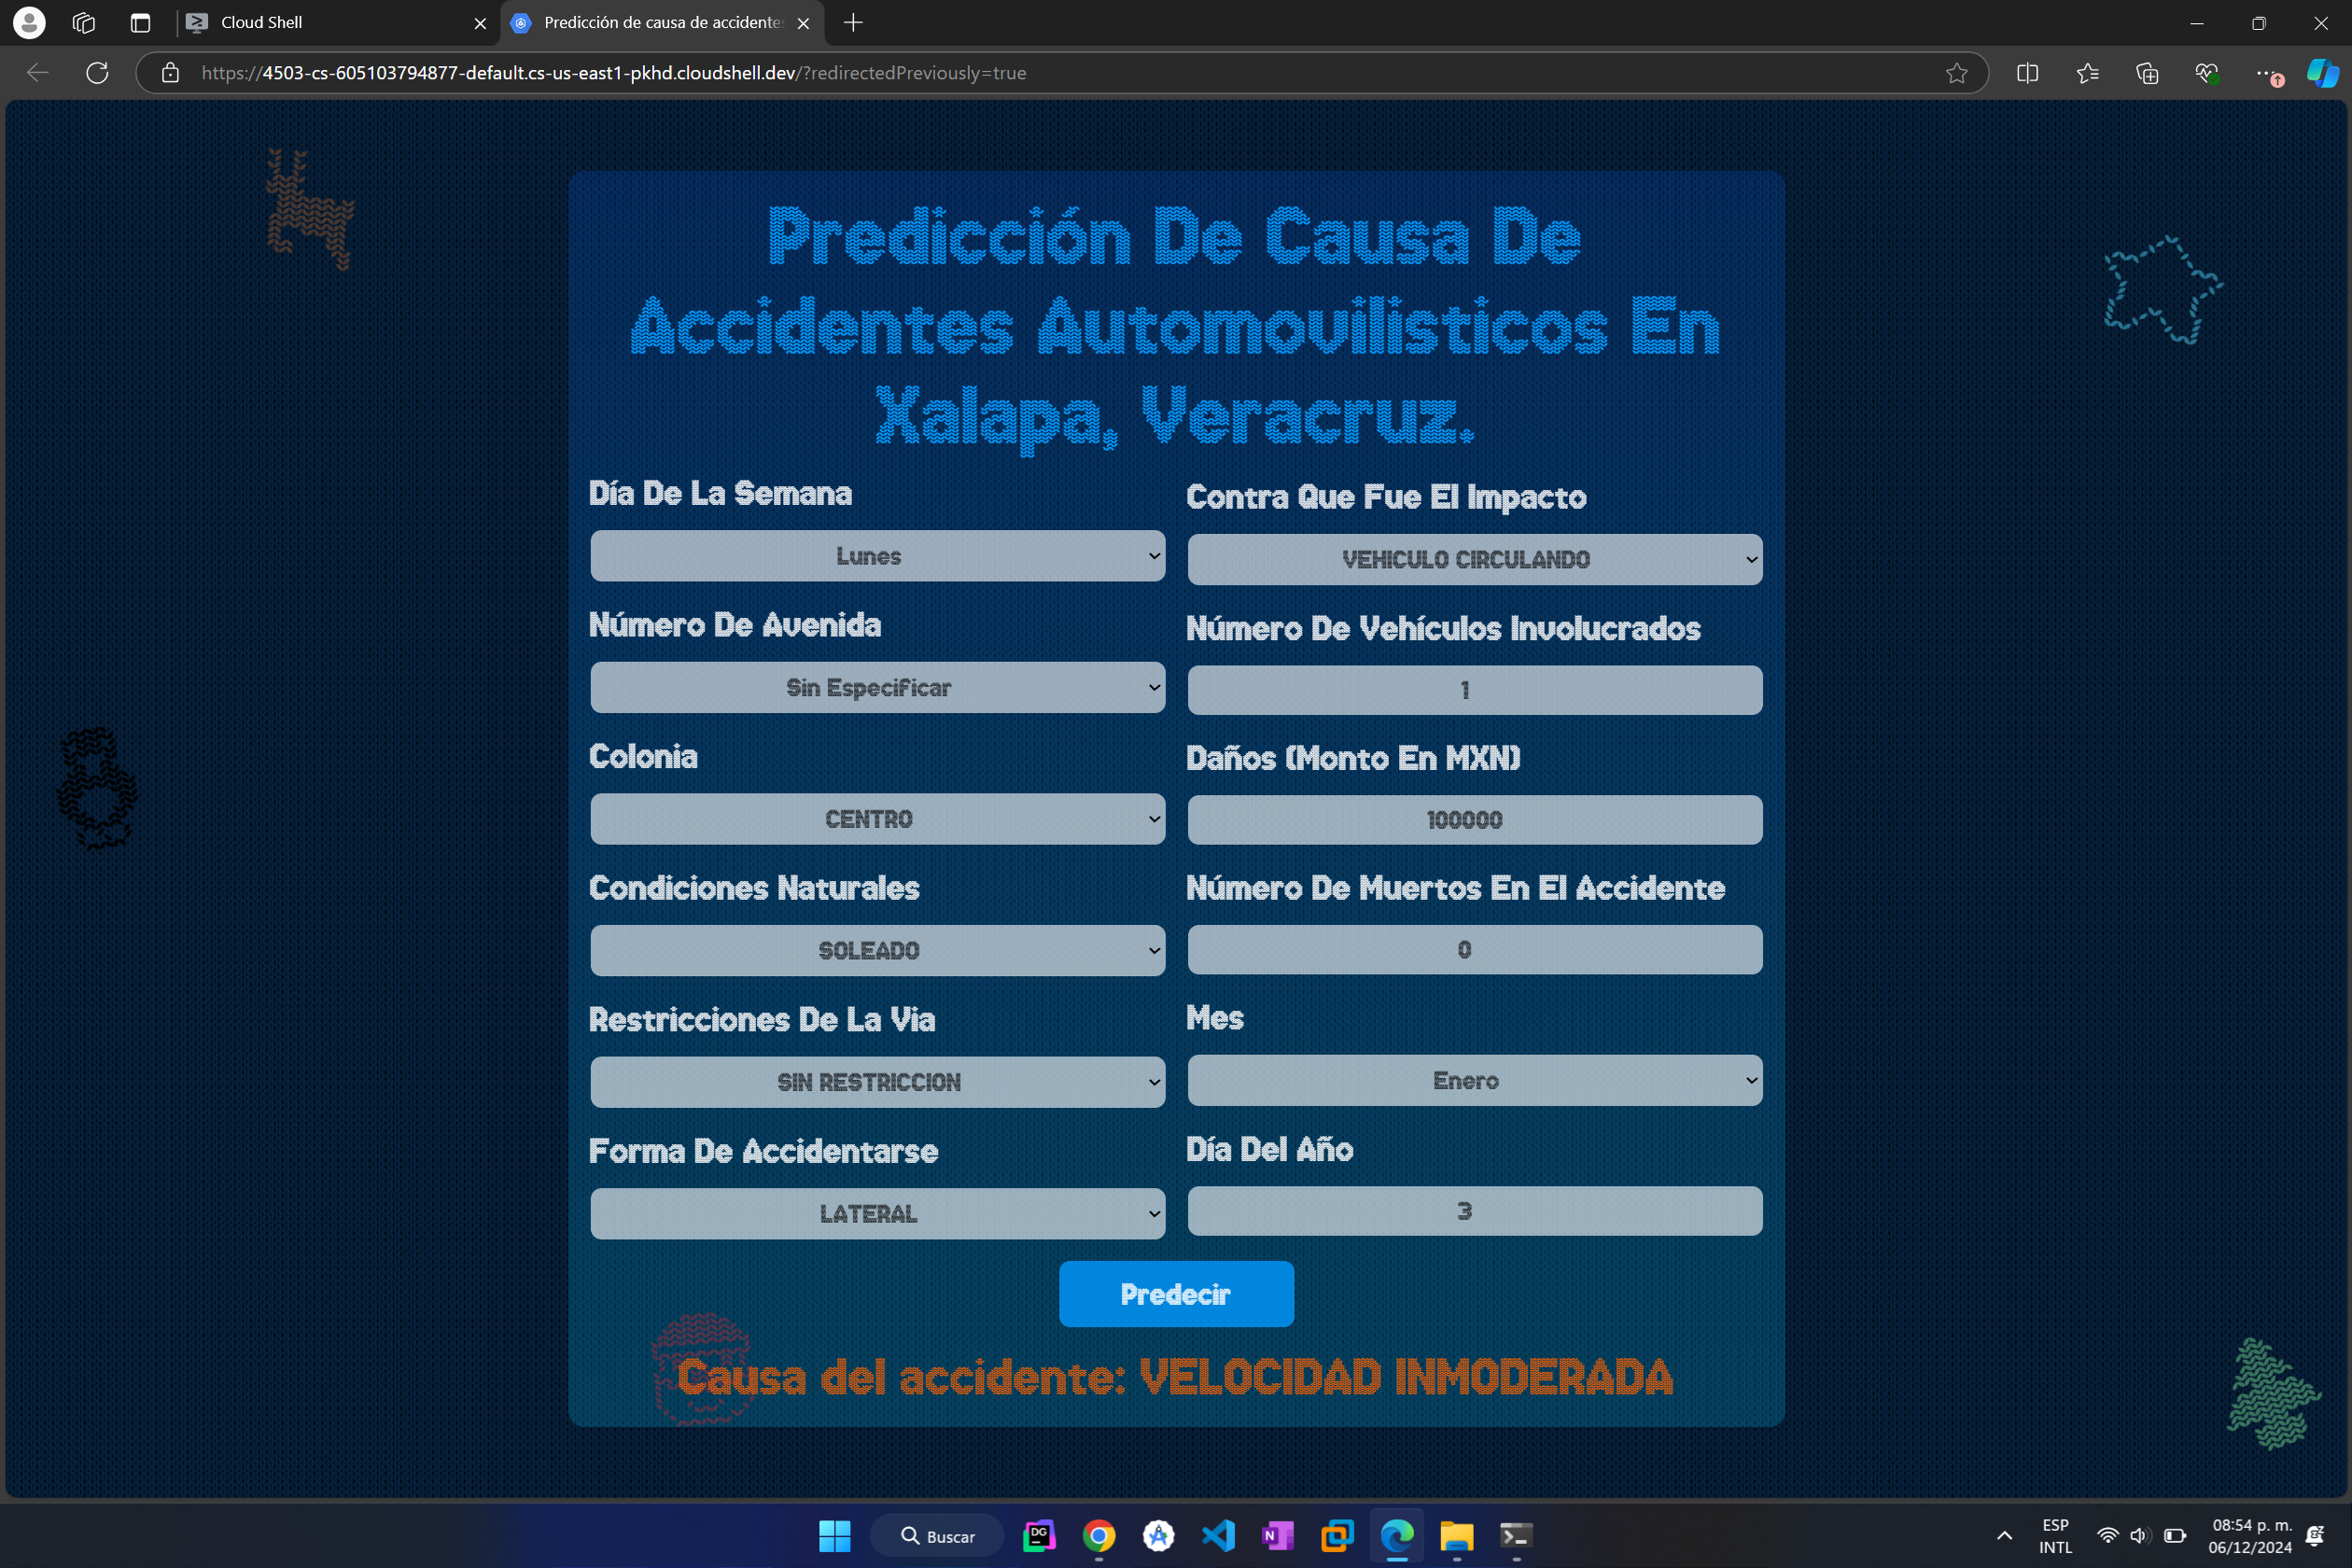 Cloud Shell
Predicción de causa de accidentes
https://4503-cs-605103794877-default.cs-us-east1-pkhd.cloudshell.dev/?redirectedPreviously=true
Predicción De Causa De
Accidentes Automovilisticos En
Xalapa, Veracruz.
Día De La Semana
Lunes
Número De Avenida
Sin Especificar
Colonia
CENTRO
Condiciones Naturales
SOLEADO
Restricciones De La Via
SIN RESTRICCION
Forma De Accidentarse
LATERAL
Contra Que Fue El Impacto
VEHICULO CIRCULANDO
Número De Vehículos Involucrados
1
Daños (Monto En MXN)
100000
Número De Muertos En El Accidente
0
Mes
Enero
Día Del Año
3
Predecir
Causa del accidente: VELOCIDAD INMODERADA
Buscar
DG
N
ESP
INTL
08:54 p. m.
06/12/2024